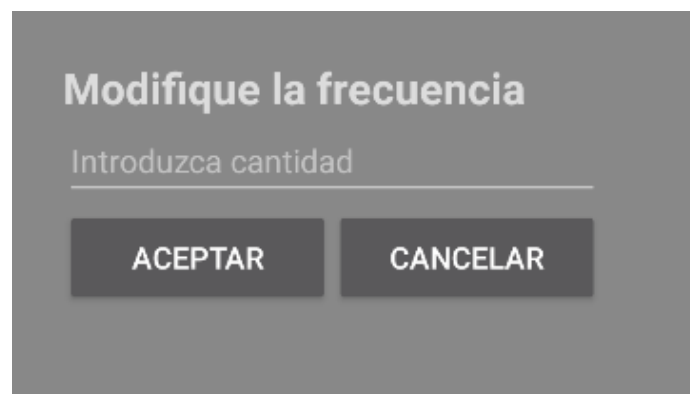 Modifique la frecuencia
Introduzca cantidad
ACEPTAR CANCELAR